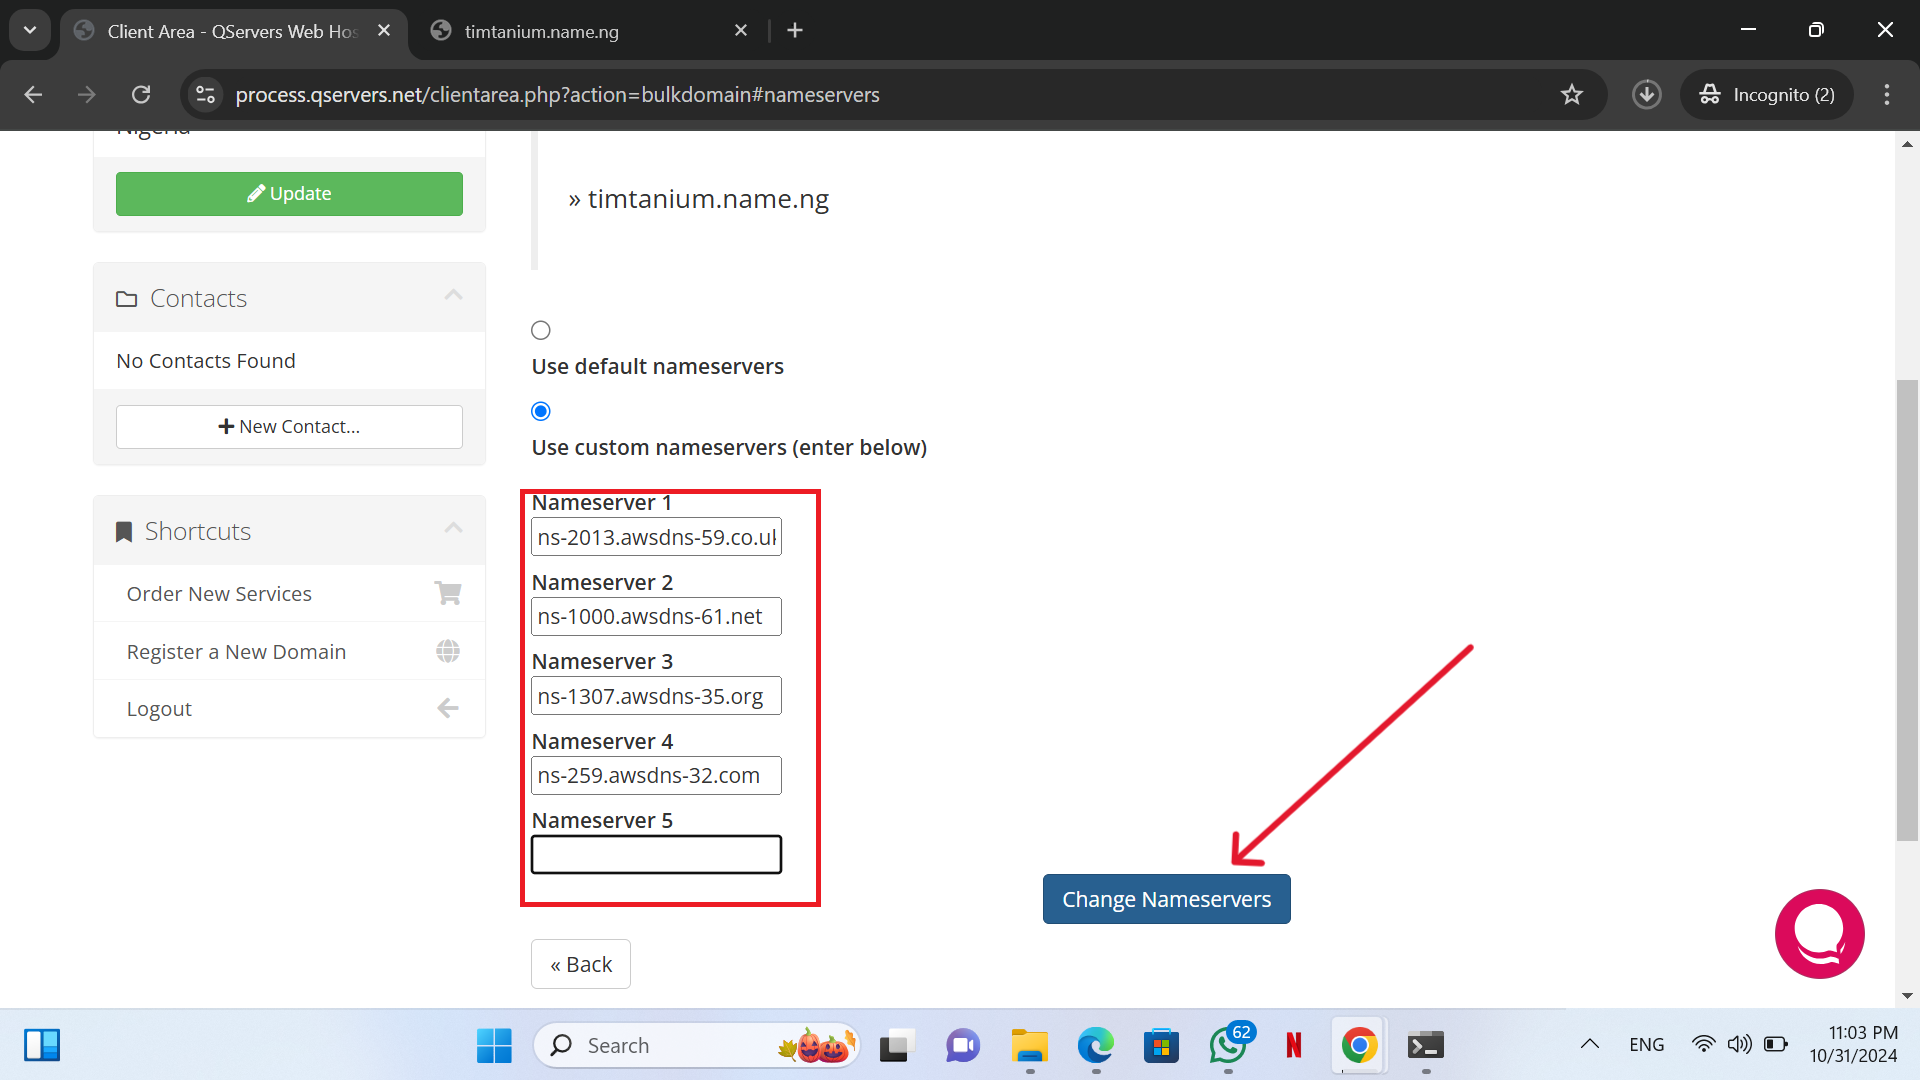 Client Area - QServers Web Hos
timtanium.name.ng
process.qservers.net/clientarea.php?action=bulkdomain#nameservers
Incognito (2)
Nigeria
Update
» timtanium.name.ng
Contacts
No Contacts Found
New Contact...
Shortcuts
Order New Services
Register a New Domain
Logout
Use default nameservers
Use custom nameservers (enter below)
Nameserver 1
ns-2013.awsdns-59.co.uk
Nameserver 2
ns-1000.awsdns-61.net
Nameserver 3
ns-1307.awsdns-35.org
Nameserver 4
ns-259.awsdns-32.com
Nameserver 5
Change Nameservers
« Back
Search
62
N
ENG
11:03 PM
10/31/2024